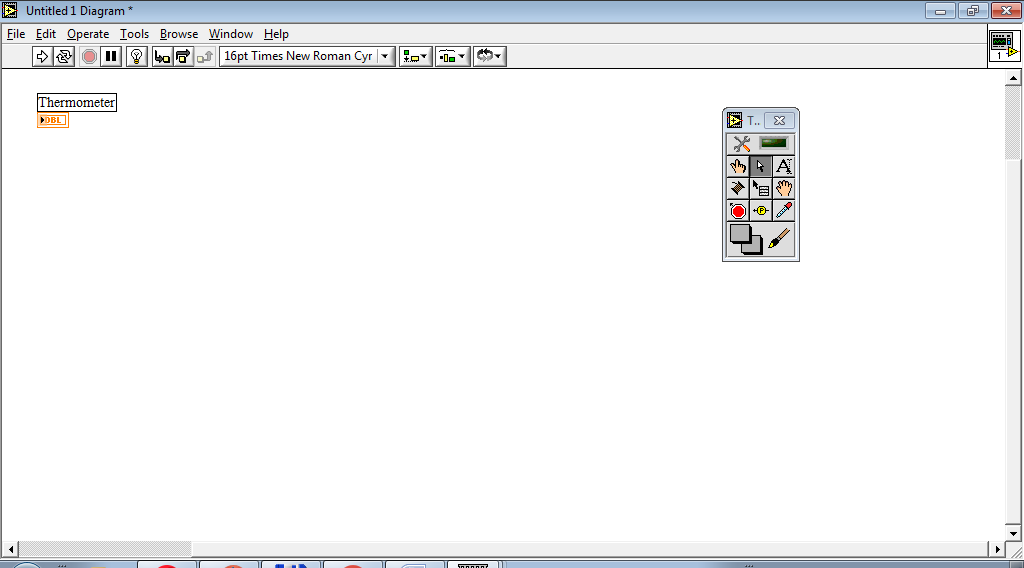 Untitled 1 Diagram *
File Edit Operate Tools Browse Window Help
16pt Times New Roman Cyr
1
Thermometer
DBL
T..
A
P